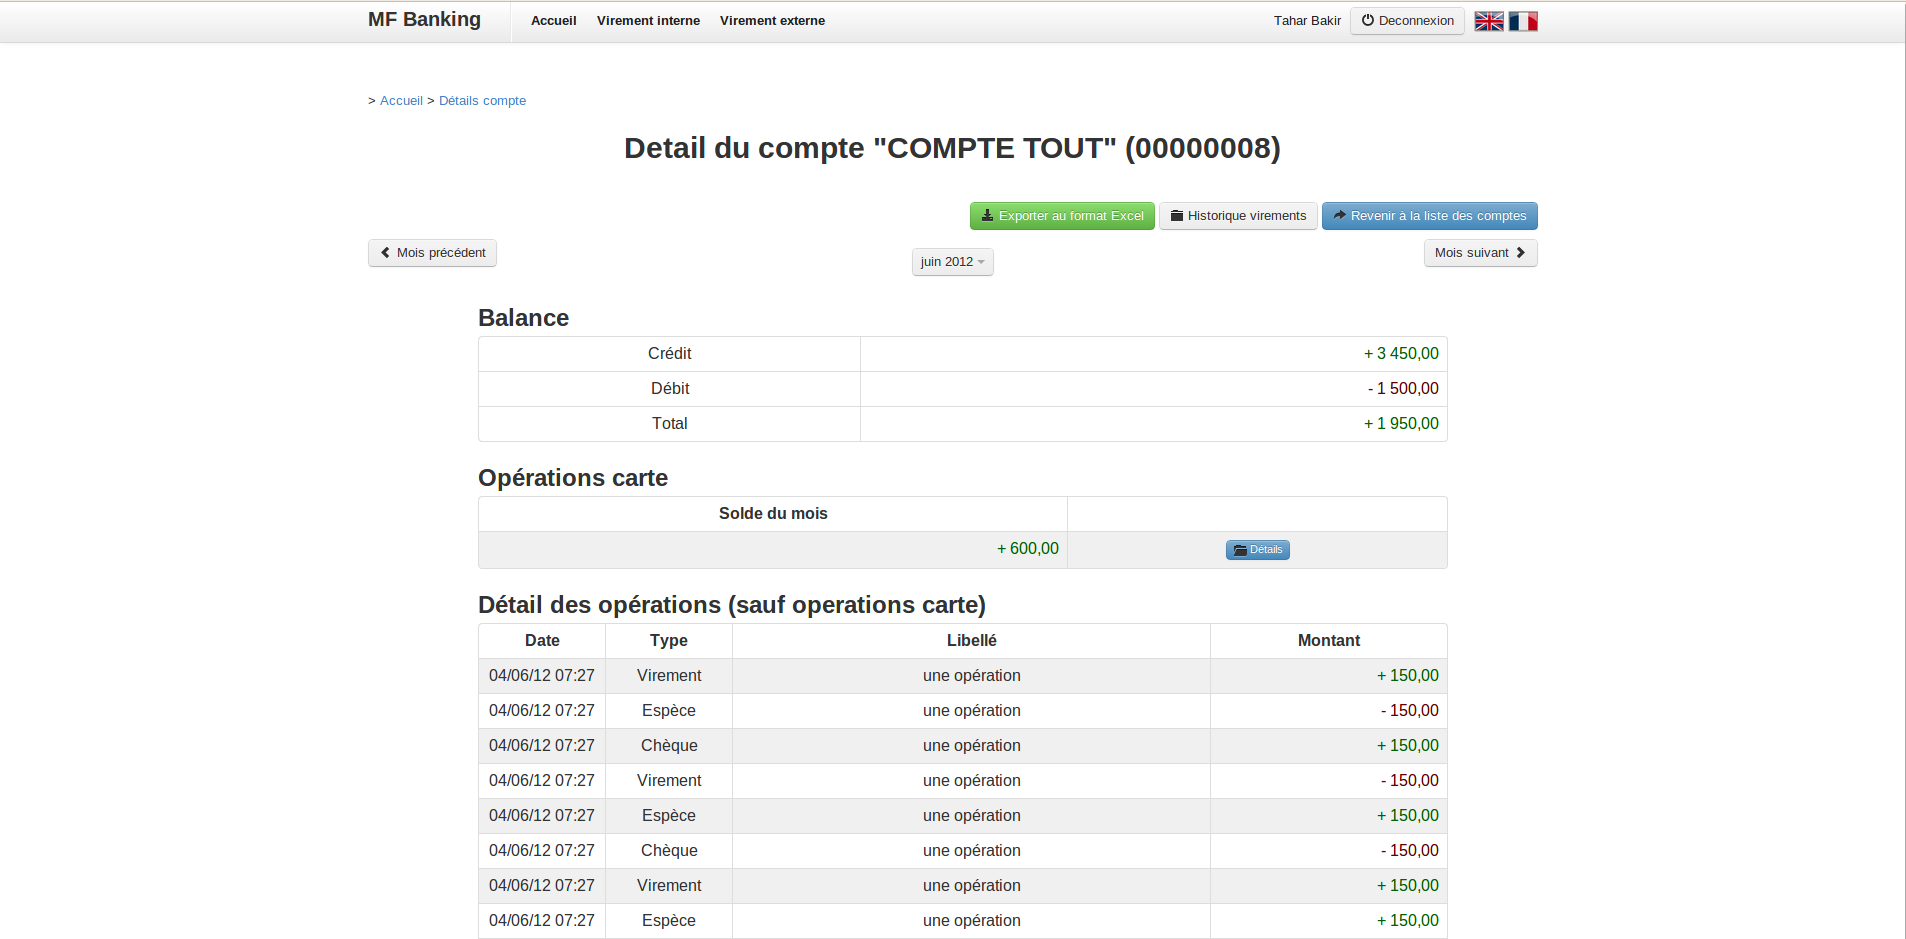 MF Banking Accueil Virement interne Virement externe Tahar Bakir Deconnexion
> Accueil > Détails compte
Detail du compte "COMPTE TOUT" (00000008)
Exporter au format Excel Historique virements Revenir à la liste des comptes
Mois précédent juin 2012 Mois suivant
Balance
Crédit + 3 450,00
Débit - 1 500,00
Total + 1 950,00
Opérations carte
Solde du mois
+ 600,00 Détails
Détail des opérations (sauf operations carte)
Date Type Libellé Montant
04/06/12 07:27 Virement une opération + 150,00
04/06/12 07:27 Espèce une opération - 150,00
04/06/12 07:27 Chèque une opération + 150,00
04/06/12 07:27 Virement une opération - 150,00
04/06/12 07:27 Espèce une opération + 150,00
04/06/12 07:27 Chèque une opération - 150,00
04/06/12 07:27 Virement une opération + 150,00
04/06/12 07:27 Espèce une opération + 150,00